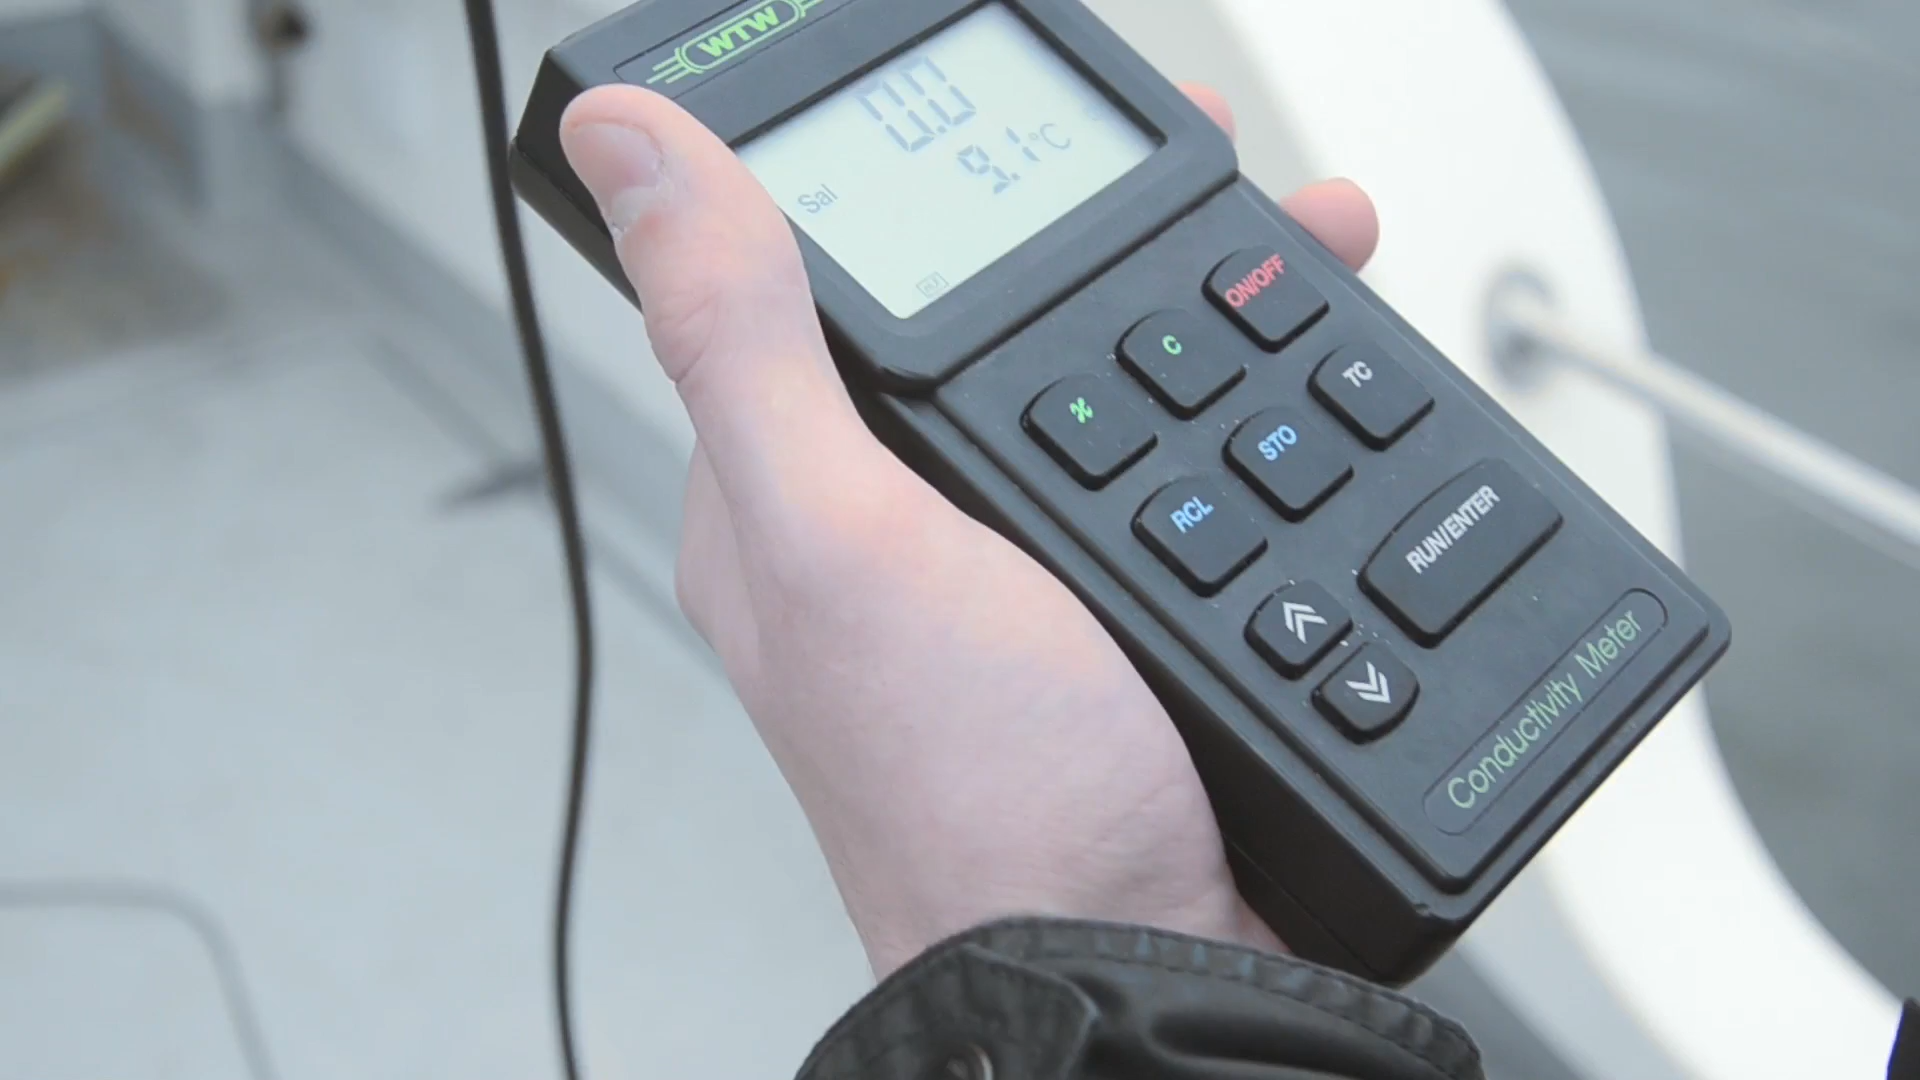 WTW
0.0
9.1°C
Sal
ON/OFF
C
ϰ
TC
STO
RCL
RUN/ENTER
Conductivity Meter